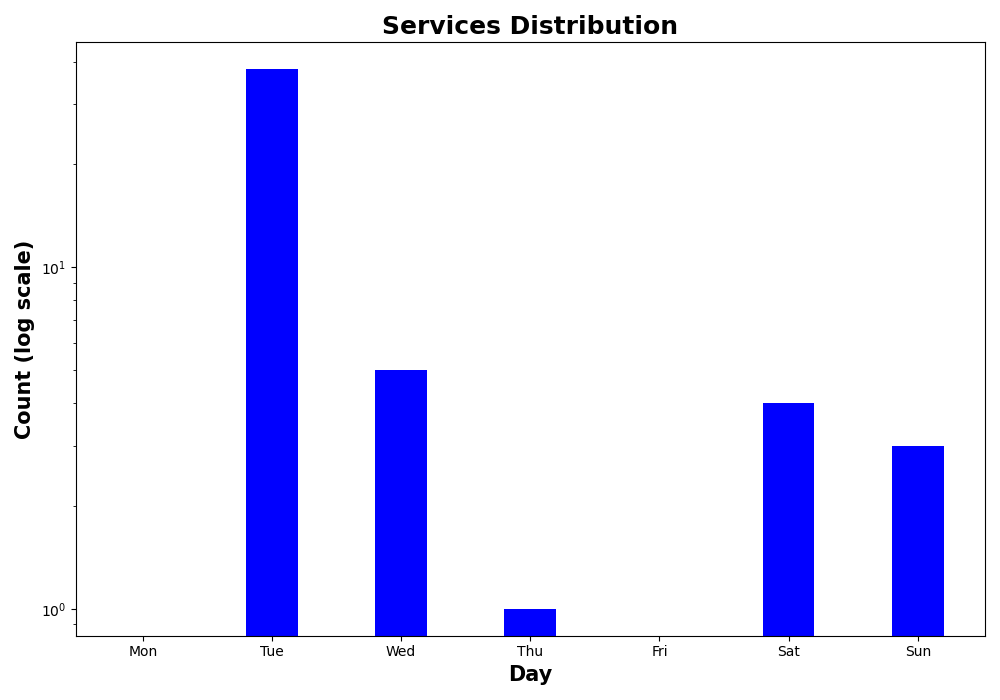 Services Distribution
Count (log scale)
10¹
10⁰
Mon Tue Wed Thu Fri Sat Sun
Day